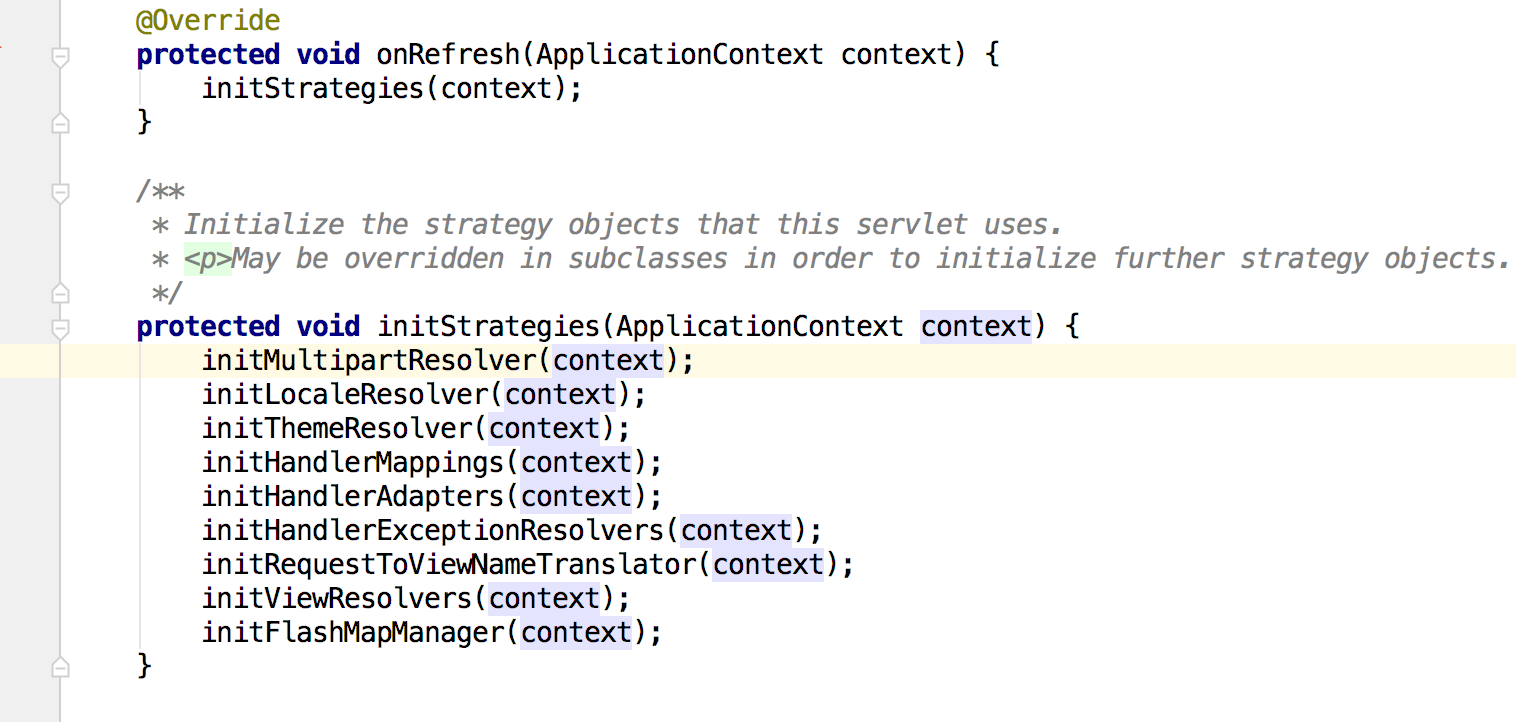 @Override
protected void onRefresh(ApplicationContext context) {
    initStrategies(context);
}

/**
 * Initialize the strategy objects that this servlet uses.
 * <p>May be overridden in subclasses in order to initialize further strategy objects.
 */
protected void initStrategies(ApplicationContext context) {
    initMultipartResolver(context);
    initLocaleResolver(context);
    initThemeResolver(context);
    initHandlerMappings(context);
    initHandlerAdapters(context);
    initHandlerExceptionResolvers(context);
    initRequestToViewNameTranslator(context);
    initViewResolvers(context);
    initFlashMapManager(context);
}